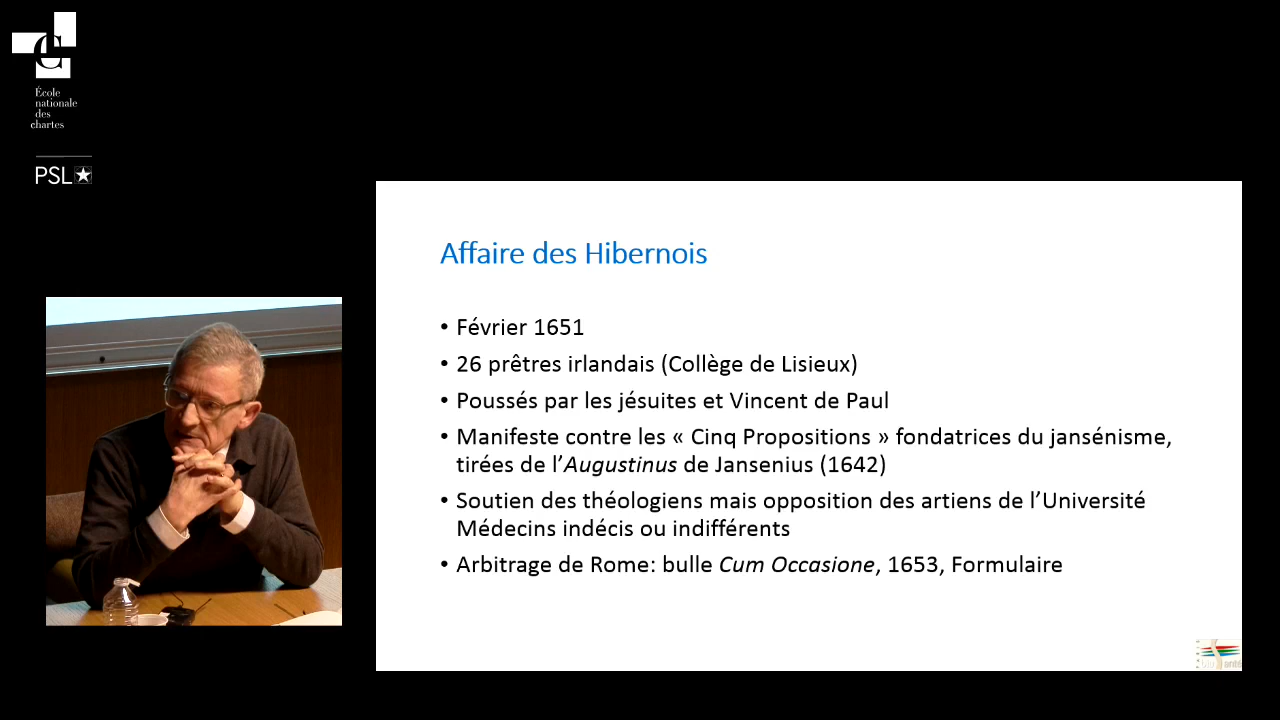 École
nationale
des
chartes
PSL
Affaire des Hibernois
• Février 1651
• 26 prêtres irlandais (Collège de Lisieux)
• Poussés par les jésuites et Vincent de Paul
• Manifeste contre les « Cinq Propositions » fondatrices du jansénisme,
tirées de l’Augustinus de Jansenius (1642)
• Soutien des théologiens mais opposition des artiens de l’Université
Médecins indécis ou indifférents
• Arbitrage de Rome: bulle Cum Occasione, 1653, Formulaire